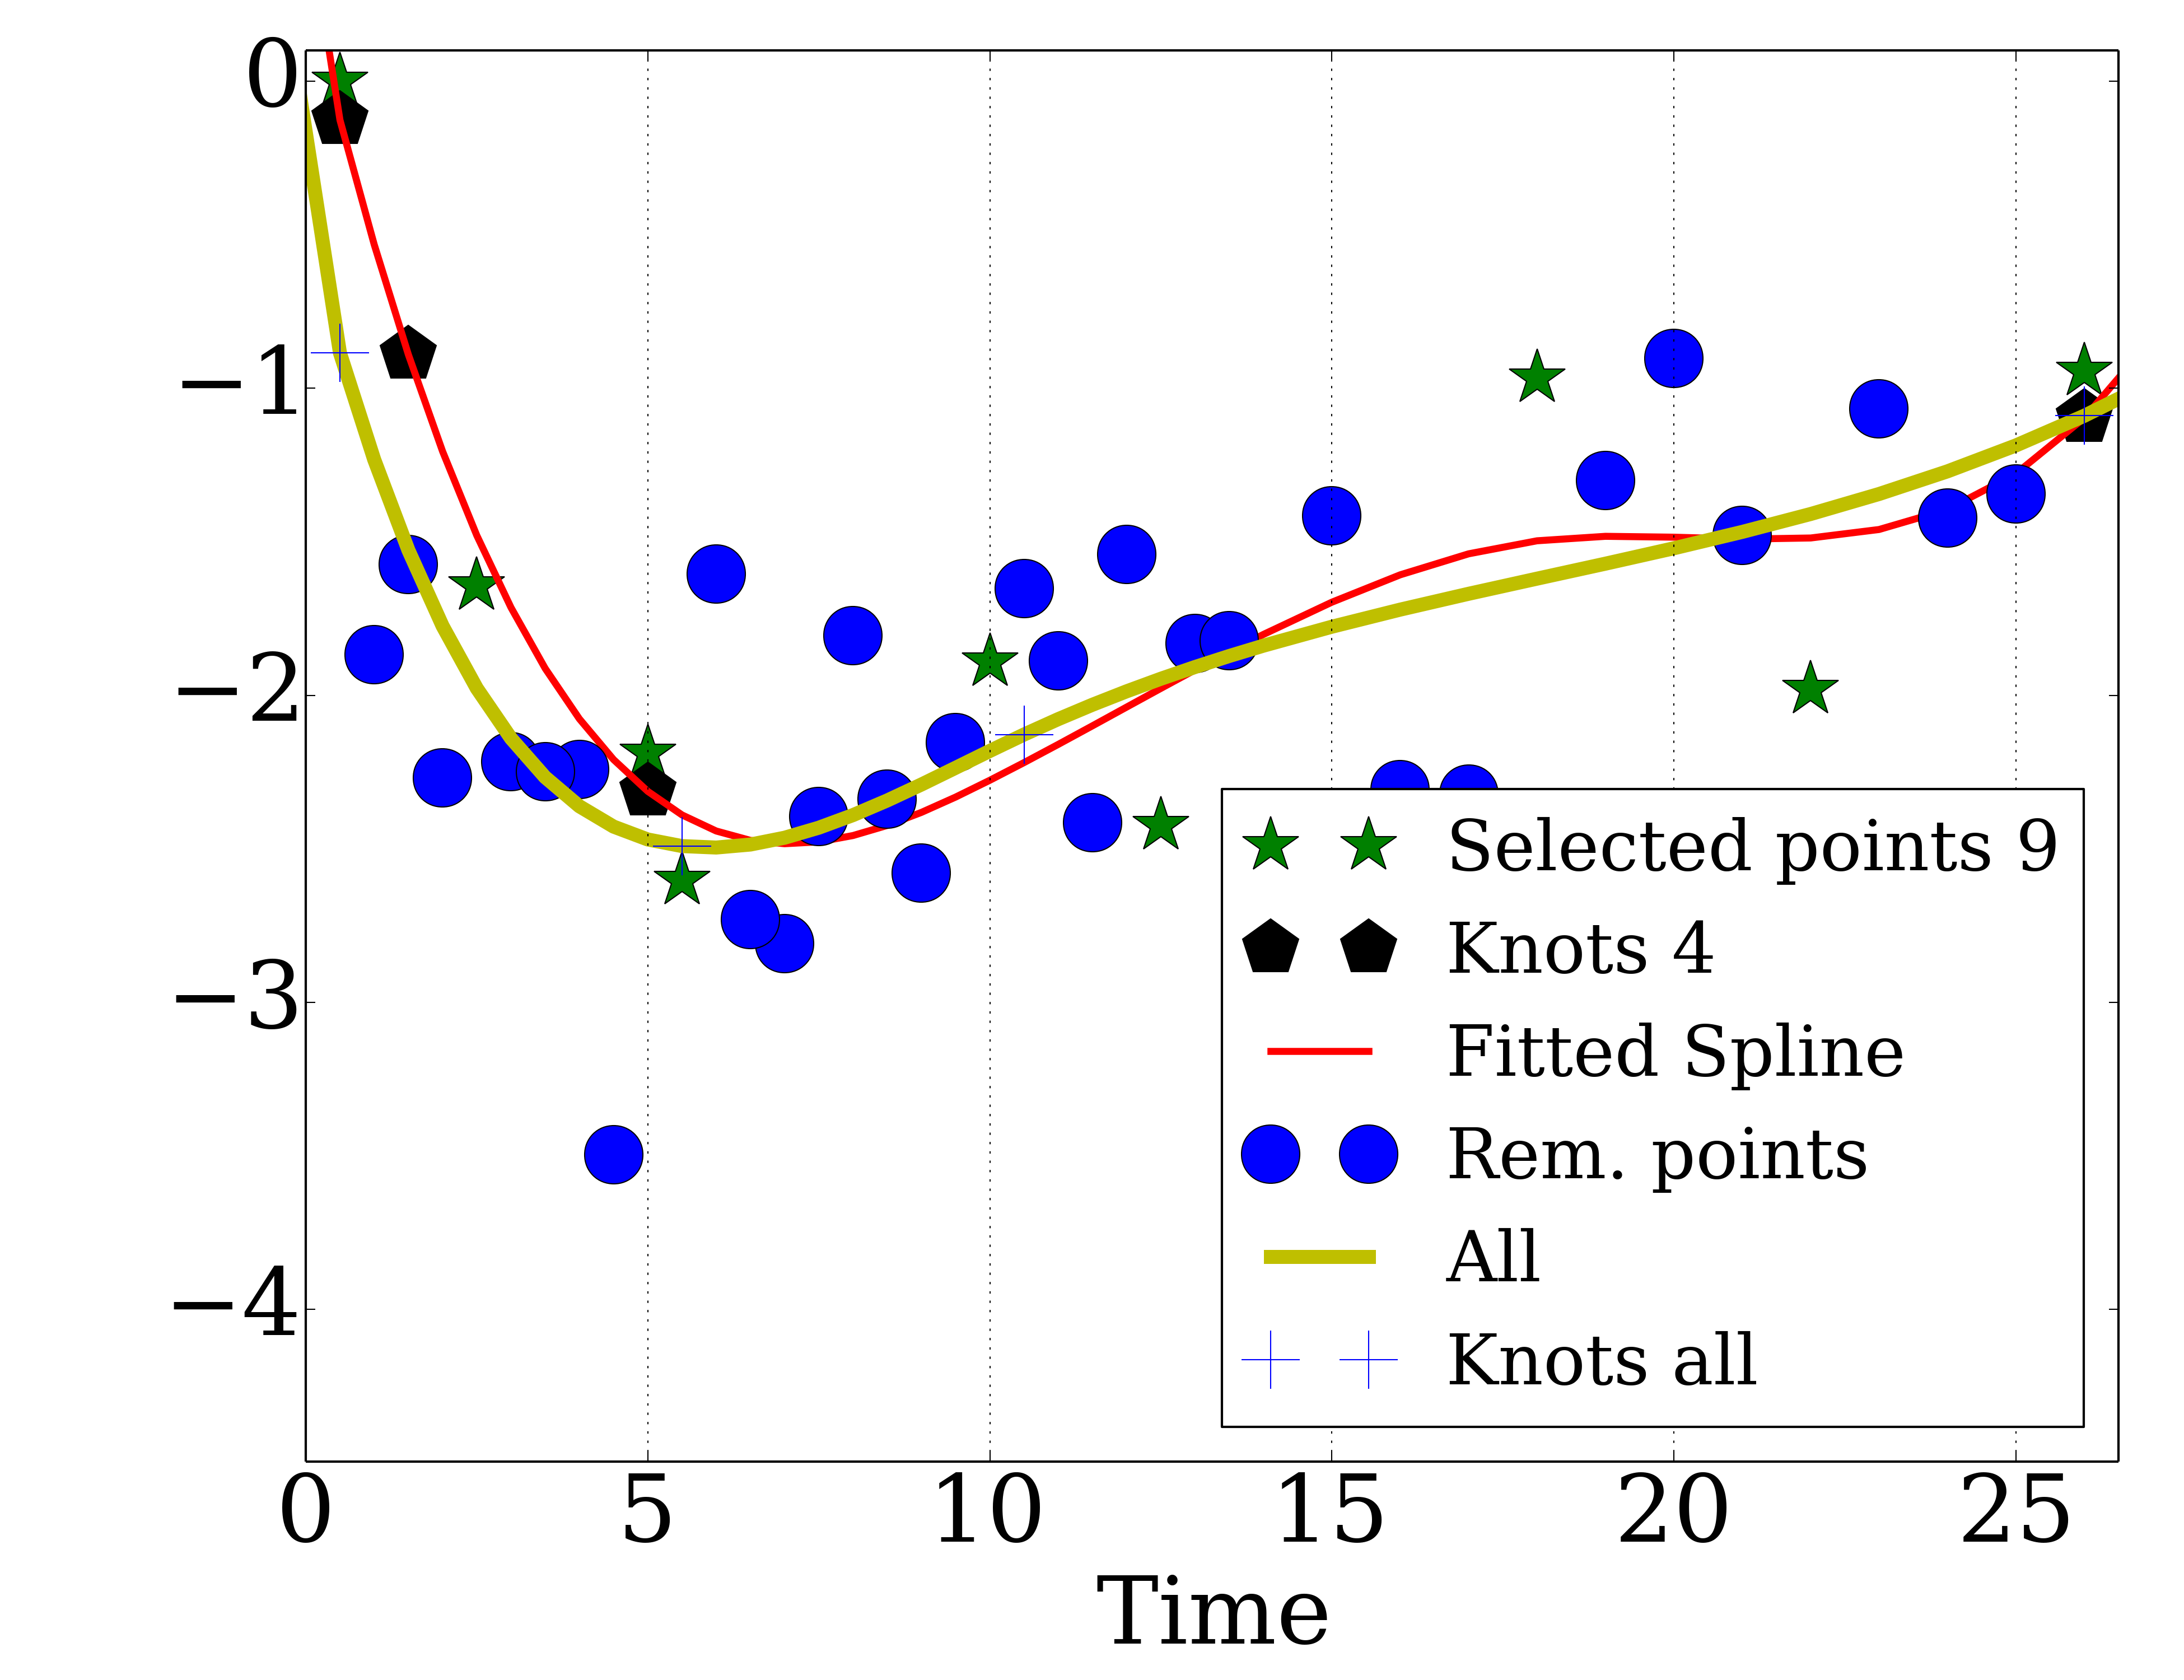 0
−1
−2
−3
−4
Selected points 9
Knots 4
Fitted Spline
Rem. points
All
Knots all
0 5 10 15 20 25
Time